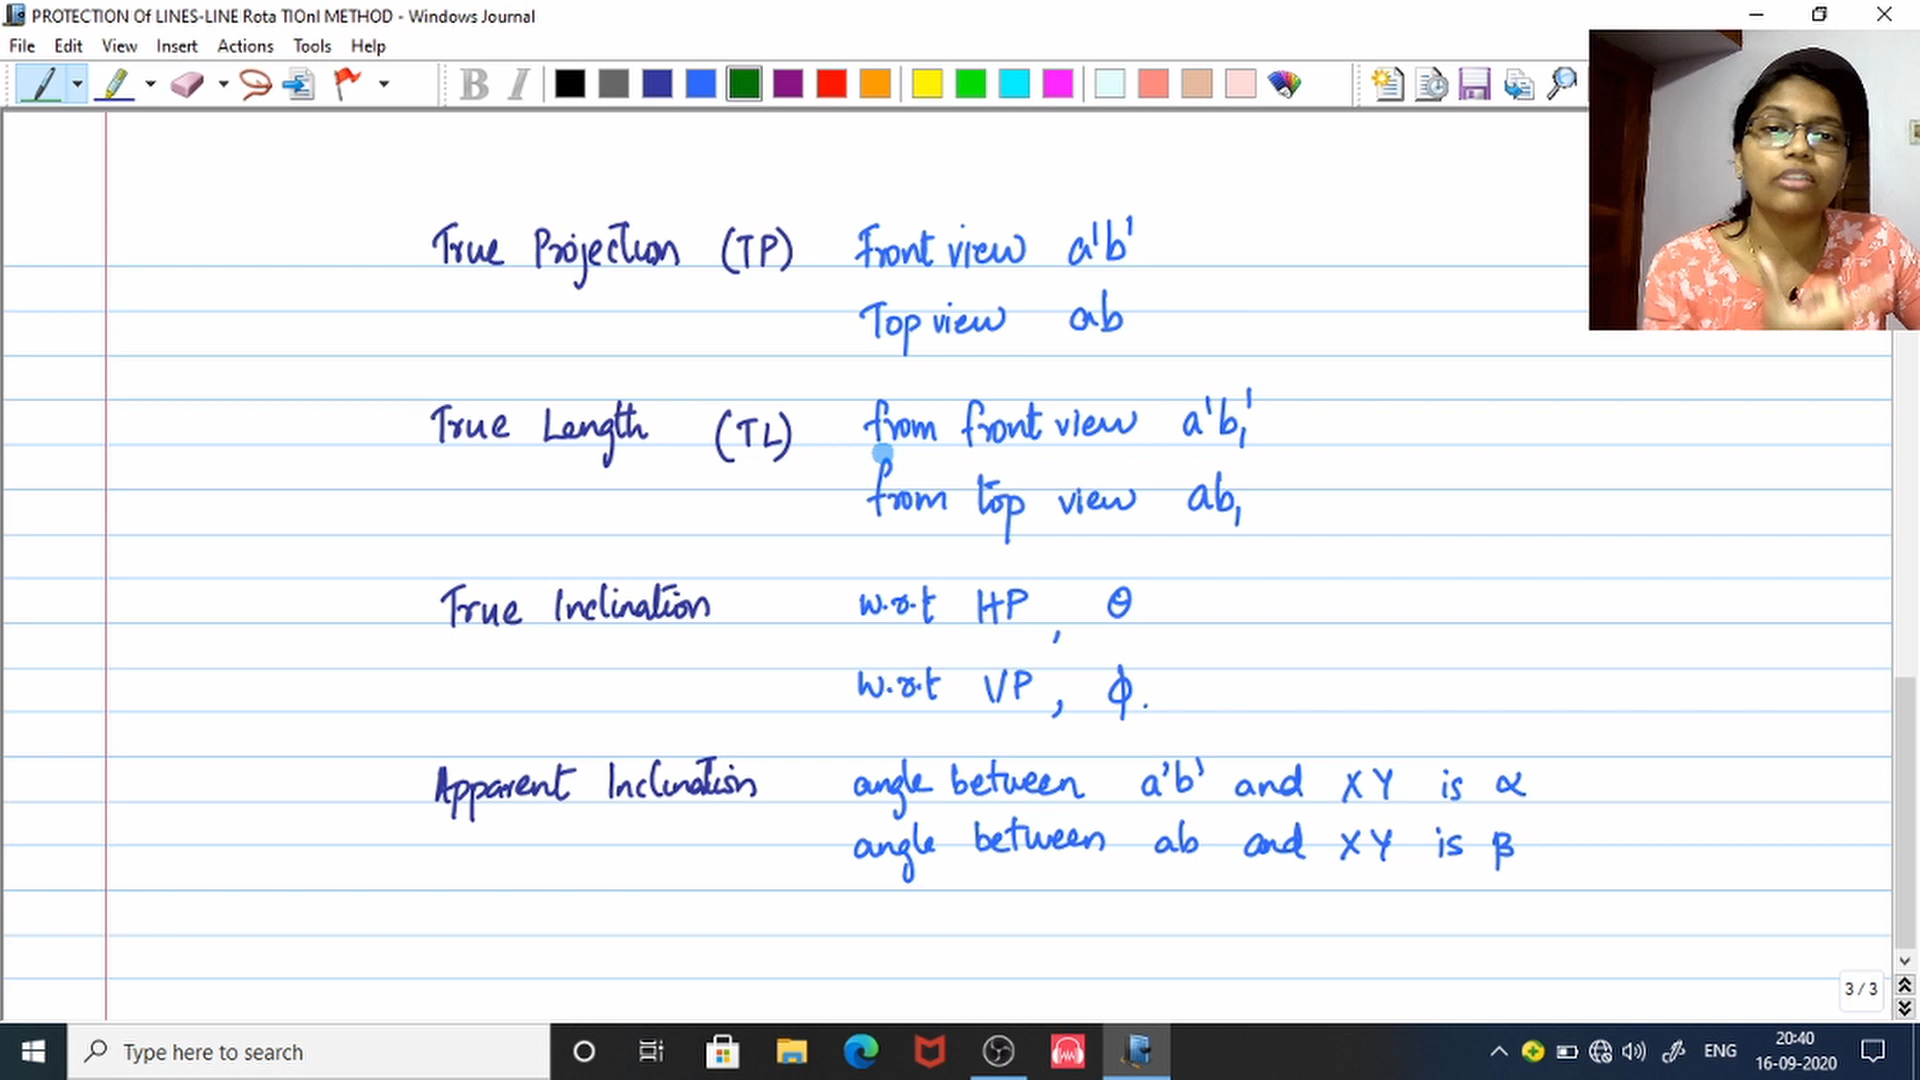 PROTECTION Of LINES-LINE Rota TIOnI METHOD - Windows Journal
File Edit View Insert Actions Tools Help
B I
True Projection (TP) Front view a'b'
Top view ab
True Length (TL) from front view a'b₁'
from top view ab₁
True Inclination w.r.t HP, θ
w.r.t VP, ϕ.
Apparent Inclination angle between a'b' and XY is α
angle between ab and XY is β
3 / 3
Type here to search
ENG
20:40
16-09-2020